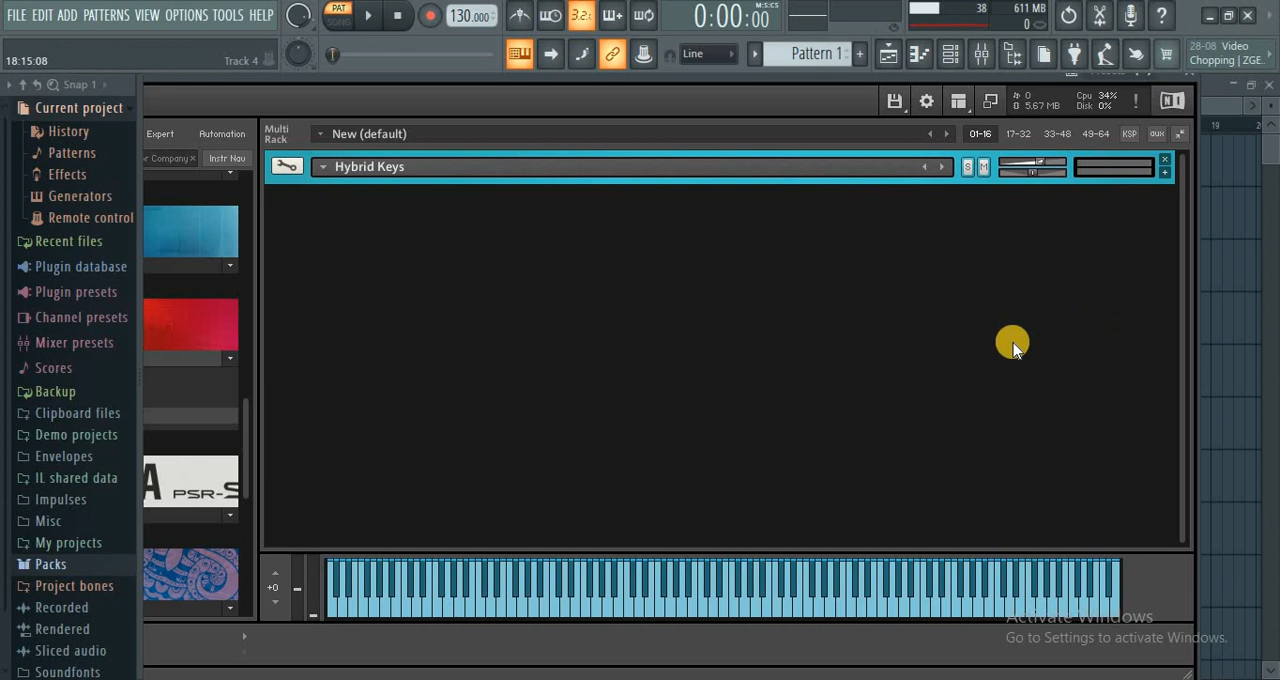 FILE EDIT ADD PATTERNS VIEW OPTIONS TOOLS HELP
PAT
SONG
130.000
3.2.
0:00:00
M:S:CS
38
611 MB
0
18:15:08
Track 4
Line
Pattern 1
28-08 Video
Chopping | ZGE..
Snap 1
Current project
History
Patterns
Effects
Generators
Remote control
Recent files
Plugin database
Plugin presets
Channel presets
Mixer presets
Scores
Backup
Clipboard files
Demo projects
Envelopes
IL shared data
Impulses
Misc
My projects
Packs
Project bones
Recorded
Rendered
Sliced audio
Soundfonts
Expert
Automation
or Company
Instr Nav
A PSR-S
0
5.67 MB
Cpu 34%
Disk 0%
Multi
Rack
New (default)
01-16
17-32
33-48
49-64
KSP
aux
Hybrid Keys
S
M
+0
19
Activate Windows
Go to Settings to activate Windows.